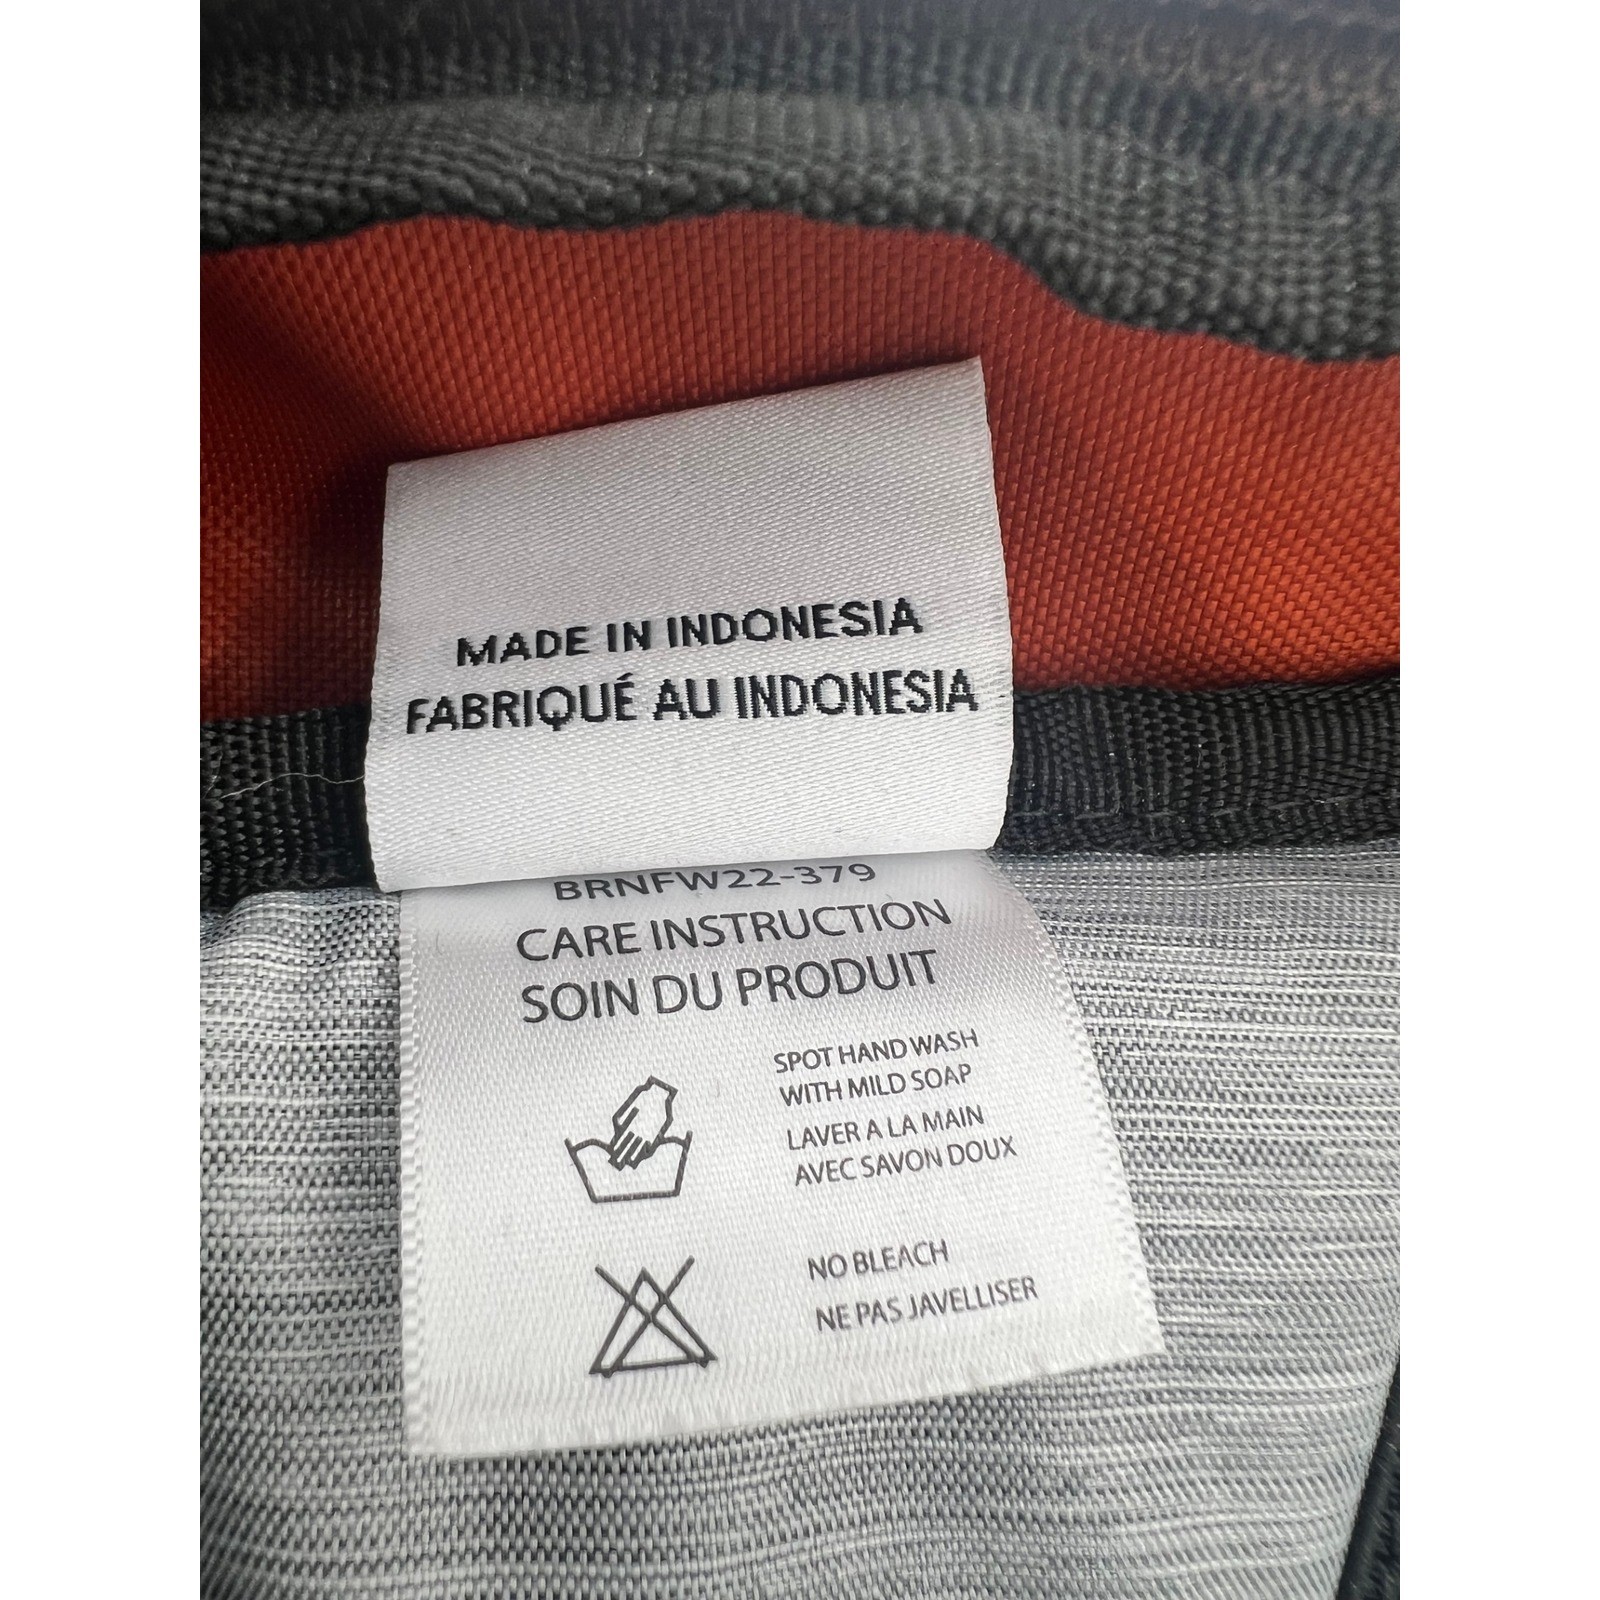 MADE IN INDONESIA
FABRIQUÉ AU INDONESIA
BRNFW22-379
CARE INSTRUCTION
SOIN DU PRODUIT
SPOT HAND WASH
WITH MILD SOAP
LAVER A LA MAIN
AVEC SAVON DOUX
NO BLEACH
NE PAS JAVELLISER